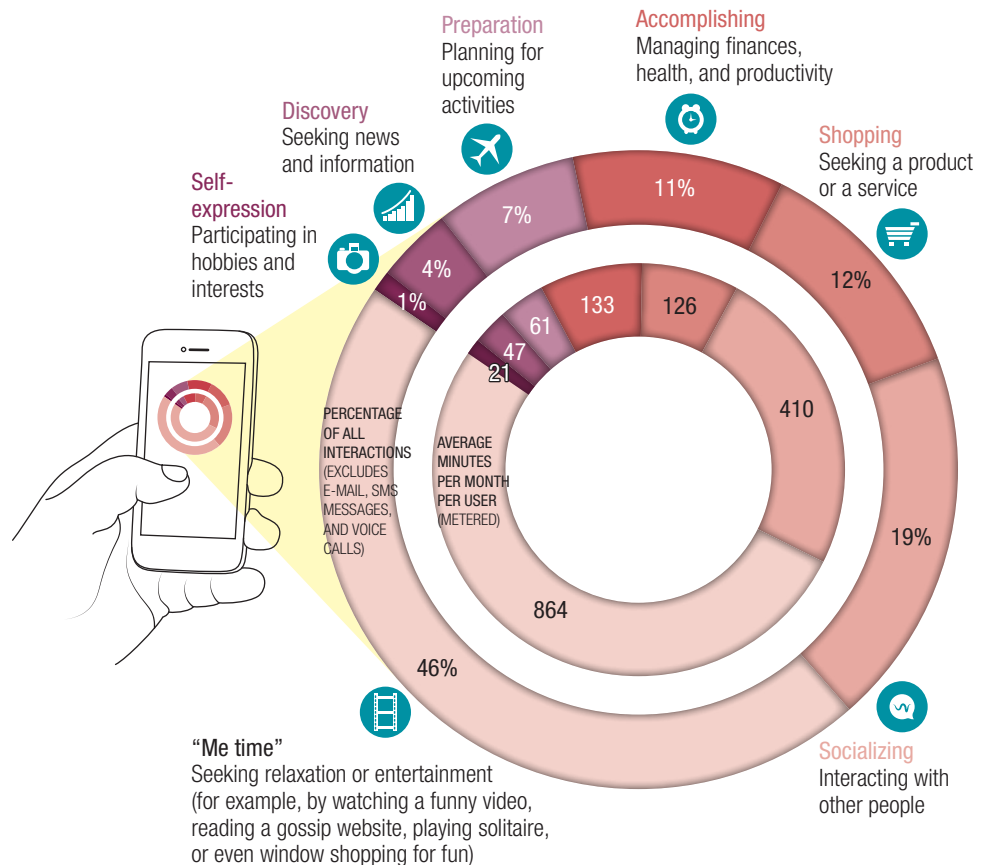 Preparation
Planning for
upcoming
activities
Accomplishing
Managing finances,
health, and productivity
Discovery
Seeking news
and information
Shopping
Seeking a product
or a service
Self-
expression
Participating in
hobbies and
interests
11%
7%
4%
1%
12%
133
126
61
47
21
410
PERCENTAGE
OF ALL
INTERACTIONS
(EXCLUDES
E-MAIL, SMS
MESSAGES,
AND VOICE
CALLS)
AVERAGE
MINUTES
PER MONTH
PER USER
(METERED)
19%
864
46%
"Me time"
Seeking relaxation or entertainment
(for example, by watching a funny video,
reading a gossip website, playing solitaire,
or even window shopping for fun)
Socializing
Interacting with
other people